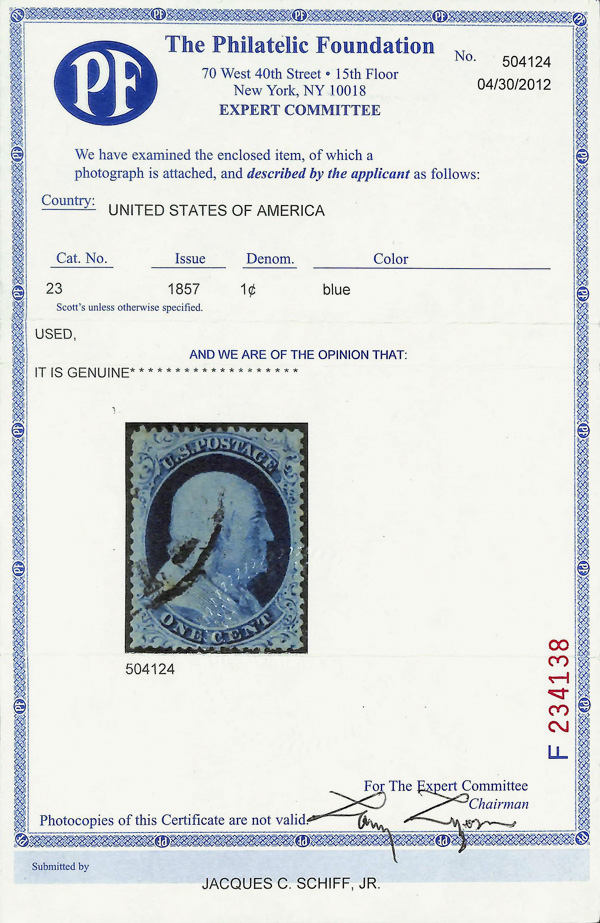 PF
The Philatelic Foundation
70 West 40th Street • 15th Floor
New York, NY 10018
EXPERT COMMITTEE
No. 504124
04/30/2012
We have examined the enclosed item, of which a
photograph is attached, and described by the applicant as follows:
Country: UNITED STATES OF AMERICA
Cat. No. Issue Denom. Color
23 1857 1¢ blue
Scott's unless otherwise specified.
USED,
AND WE ARE OF THE OPINION THAT:
IT IS GENUINE* * * * * * * * * * * * * * * * * * *
U.S. POSTAGE
ONE CENT
504124
F 234138
For The Expert Committee
Larry Lyons
Chairman
Photocopies of this Certificate are not valid.
Submitted by
JACQUES C. SCHIFF, JR.